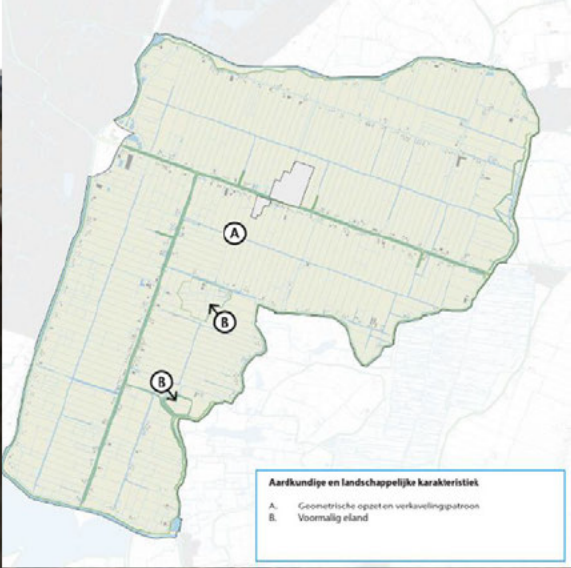 A
B
B
Aardkundige en landschappelijke karakteristiek
A. Geometrische opzet en verkavelingspatroon
B. Voormalig eiland